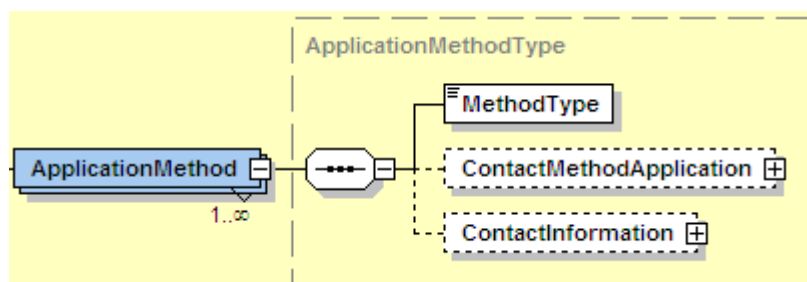 ApplicationMethodType
MethodType
ApplicationMethod
ContactMethodApplication
1..∞
ContactInformation